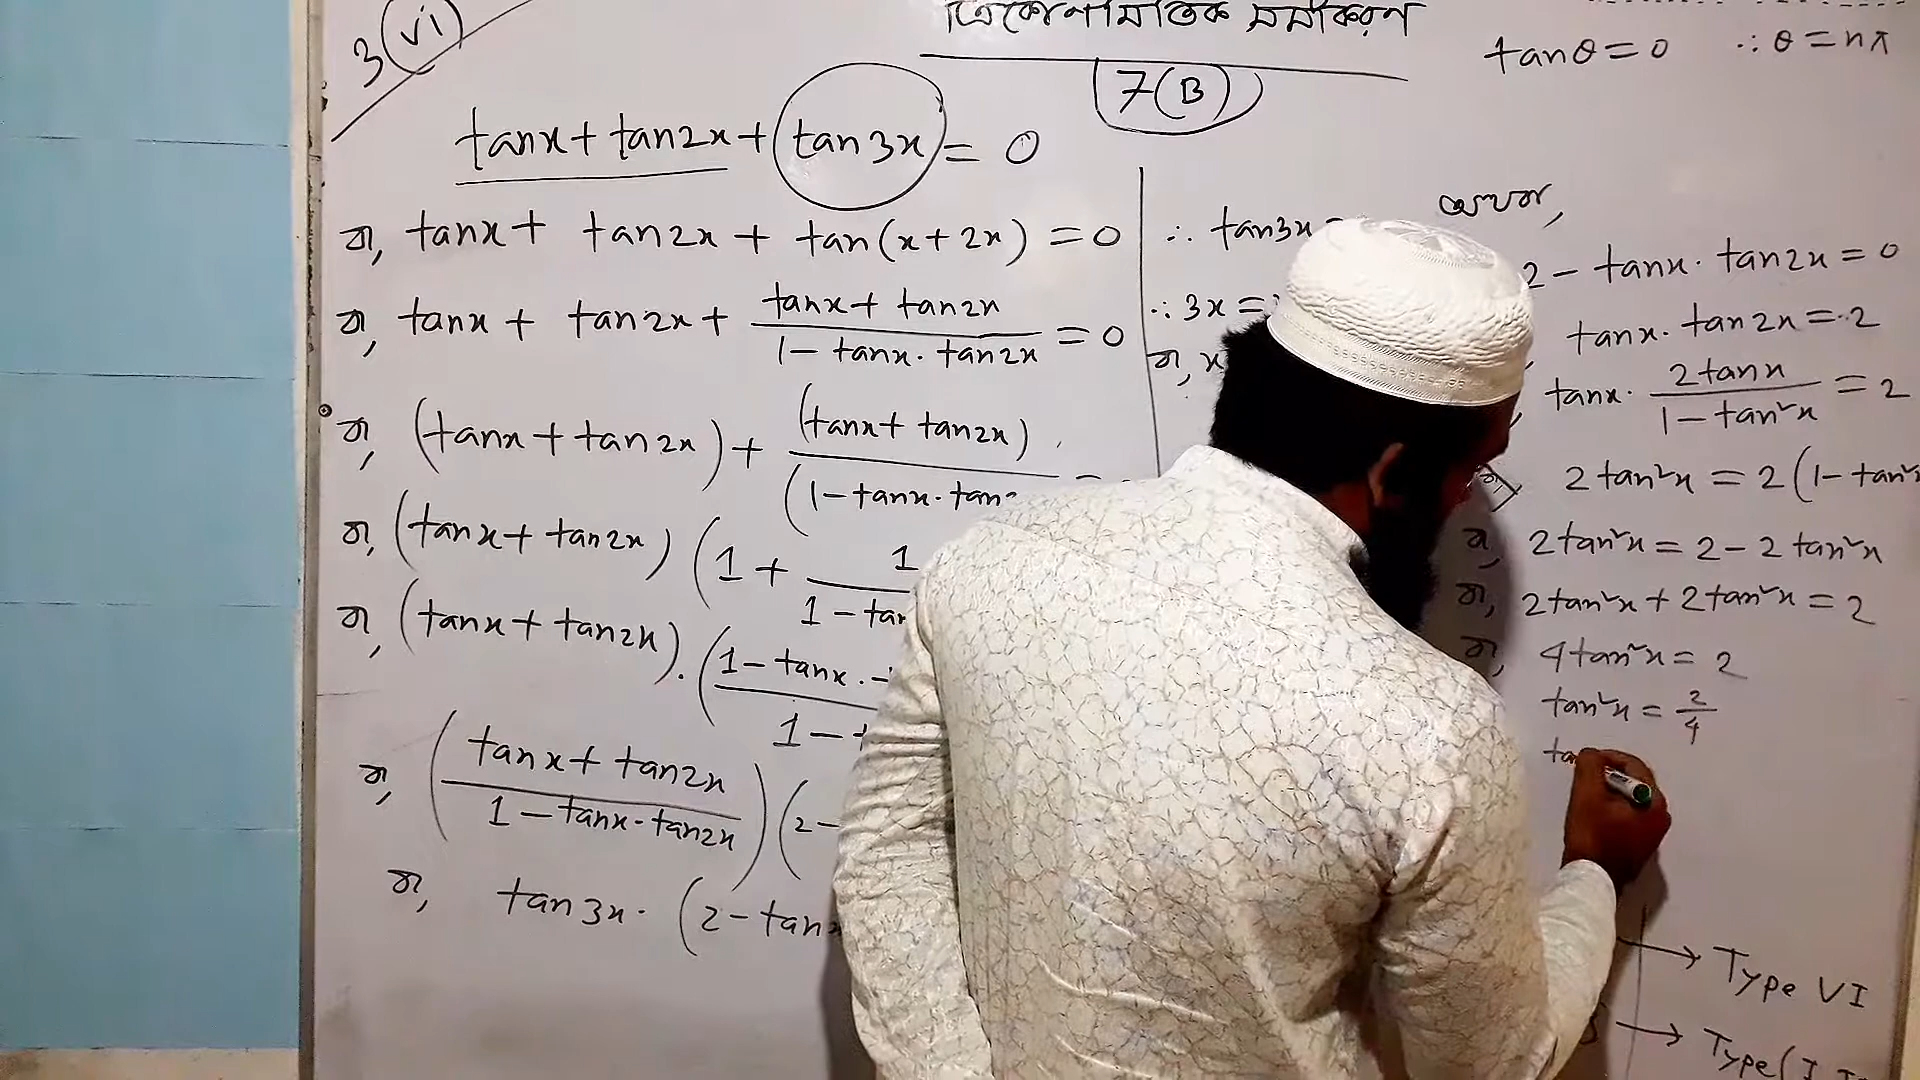 3 (vi)
ত্রিকোণমিতিক সমীকরণ
7(B)
tanθ = 0 ∴ θ = nπ
tanx + tan2x + tan3x = 0
বা, tanx + tan2x + tan(x + 2x) = 0
বা, tanx + tan2x + (tanx + tan2x)/(1 - tanx. tan2x) = 0
বা, (tanx + tan2x) + (tanx + tan2x)/(1 - tanx. tan
বা, (tanx + tan2x) (1 + 1/(1 - tan
বা, (tanx + tan2x). (1 - tanx. -/1 -
বা, ((tanx + tan2x)/(1 - tanx. tan2x)) (2 -
বা, tan3x. (2 - tanx
∴ tan3x =
∴ 3x =
বা, x
অথবা,
2 - tanx. tan2x = 0
tanx. tan2x = 2
tanx. 2tanx/(1 - tan²x) = 2
বা, 2tan²x = 2(1 - tan²x
বা, 2tan²x = 2 - 2tan²x
বা, 2tan²x + 2tan²x = 2
বা, 4tan²x = 2
tan²x = 2/4
ta
→ Type VI
→ Type (I